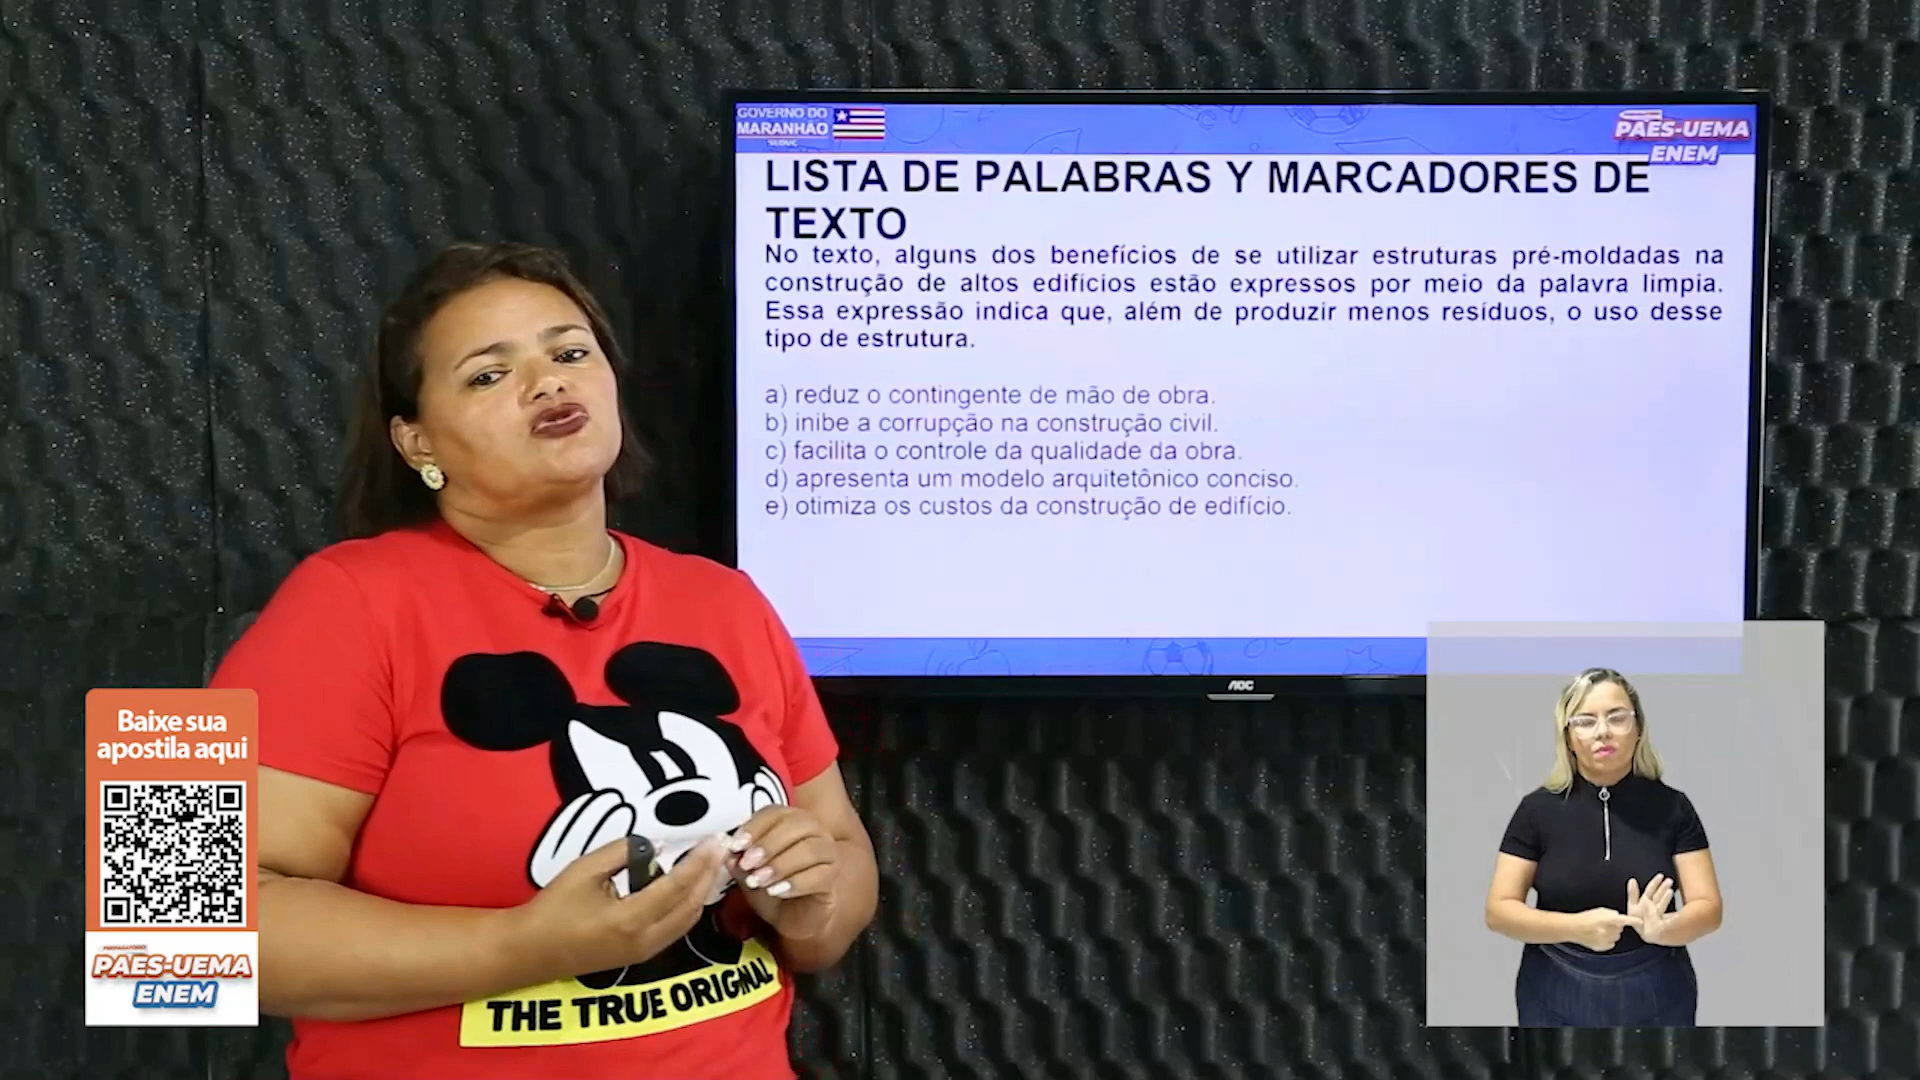 GOVERNO DO
MARANHÃO
SEDUC
PAES-UEMA
ENEM
LISTA DE PALABRAS Y MARCADORES DE
TEXTO
No texto, alguns dos benefícios de se utilizar estruturas pré-moldadas na
construção de altos edifícios estão expressos por meio da palavra limpia.
Essa expressão indica que, além de produzir menos resíduos, o uso desse
tipo de estrutura.
a) reduz o contingente de mão de obra.
b) inibe a corrupção na construção civil.
c) facilita o controle da qualidade da obra.
d) apresenta um modelo arquitetônico conciso.
e) otimiza os custos da construção de edifício.
AOC
Baixe sua
apostila aqui
PREPARATÓRIO
PAES-UEMA
ENEM
THE TRUE ORIGINAL